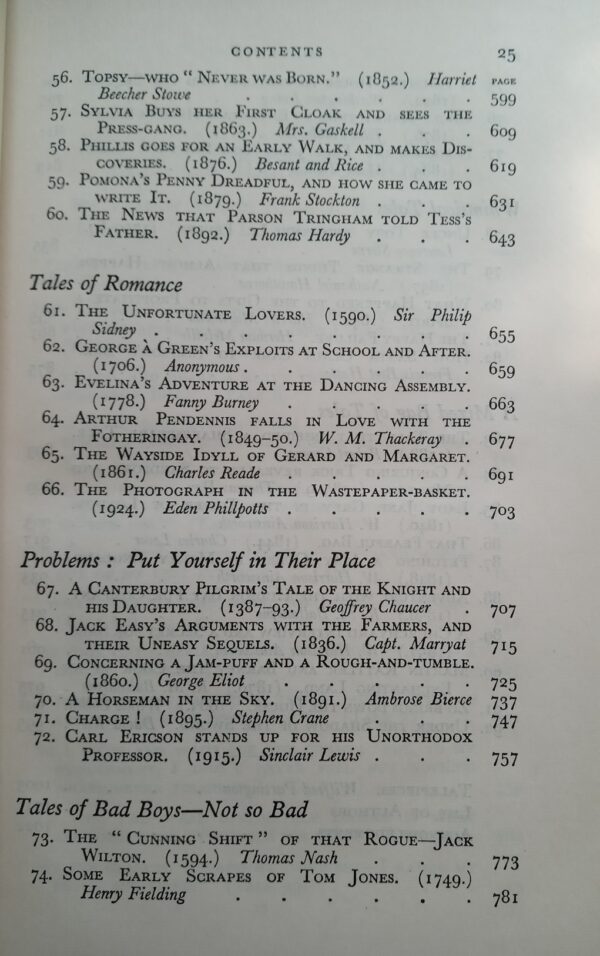 CONTENTS 25
56. TOPSY—WHO “ NEVER WAS BORN.” (1852.) Harriet PAGE
Beecher Stowe . . . . . . 599
57. SYLVIA BUYS HER FIRST CLOAK AND SEES THE
PRESS-GANG. (1863.) Mrs. Gaskell . . . 609
58. PHILLIS GOES FOR AN EARLY WALK, AND MAKES DIS-
COVERIES. (1876.) Besant and Rice . . . 619
59. POMONA’S PENNY DREADFUL, AND HOW SHE CAME TO
WRITE IT. (1879.) Frank Stockton . . . 631
60. THE NEWS THAT PARSON TRINGHAM TOLD TESS’S
FATHER. (1892.) Thomas Hardy . . . 643
Tales of Romance
61. THE UNFORTUNATE LOVERS. (1590.) Sir Philip
Sidney . . . . . . . . 655
62. GEORGE À GREEN’S EXPLOITS AT SCHOOL AND AFTER.
(1706.) Anonymous . . . . . . 659
63. EVELINA’S ADVENTURE AT THE DANCING ASSEMBLY.
(1778.) Fanny Burney . . . . . 663
64. ARTHUR PENDENNIS FALLS IN LOVE WITH THE
FOTHERINGAY. (1849–50.) W. M. Thackeray . 677
65. THE WAYSIDE IDYLL OF GERARD AND MARGARET.
(1861.) Charles Reade . . . . . 691
66. THE PHOTOGRAPH IN THE WASTEPAPER-BASKET.
(1924.) Eden Phillpotts . . . . . 703
Problems : Put Yourself in Their Place
67. A CANTERBURY PILGRIM’S TALE OF THE KNIGHT AND
HIS DAUGHTER. (1387–93.) Geoffrey Chaucer . 707
68. JACK EASY’S ARGUMENTS WITH THE FARMERS, AND
THEIR UNEASY SEQUELS. (1836.) Capt. Marryat 715
69. CONCERNING A JAM-PUFF AND A ROUGH-AND-TUMBLE.
(1860.) George Eliot . . . . . 725
70. A HORSEMAN IN THE SKY. (1891.) Ambrose Bierce 737
71. CHARGE ! (1895.) Stephen Crane . . . 747
72. CARL ERICSON STANDS UP FOR HIS UNORTHODOX
PROFESSOR. (1915.) Sinclair Lewis . . . 757
Tales of Bad Boys—Not so Bad
73. THE “ CUNNING SHIFT ” OF THAT ROGUE—JACK
WILTON. (1594.) Thomas Nash . . . 773
74. SOME EARLY SCRAPES OF TOM JONES. (1749.)
Henry Fielding . . . . . . 781